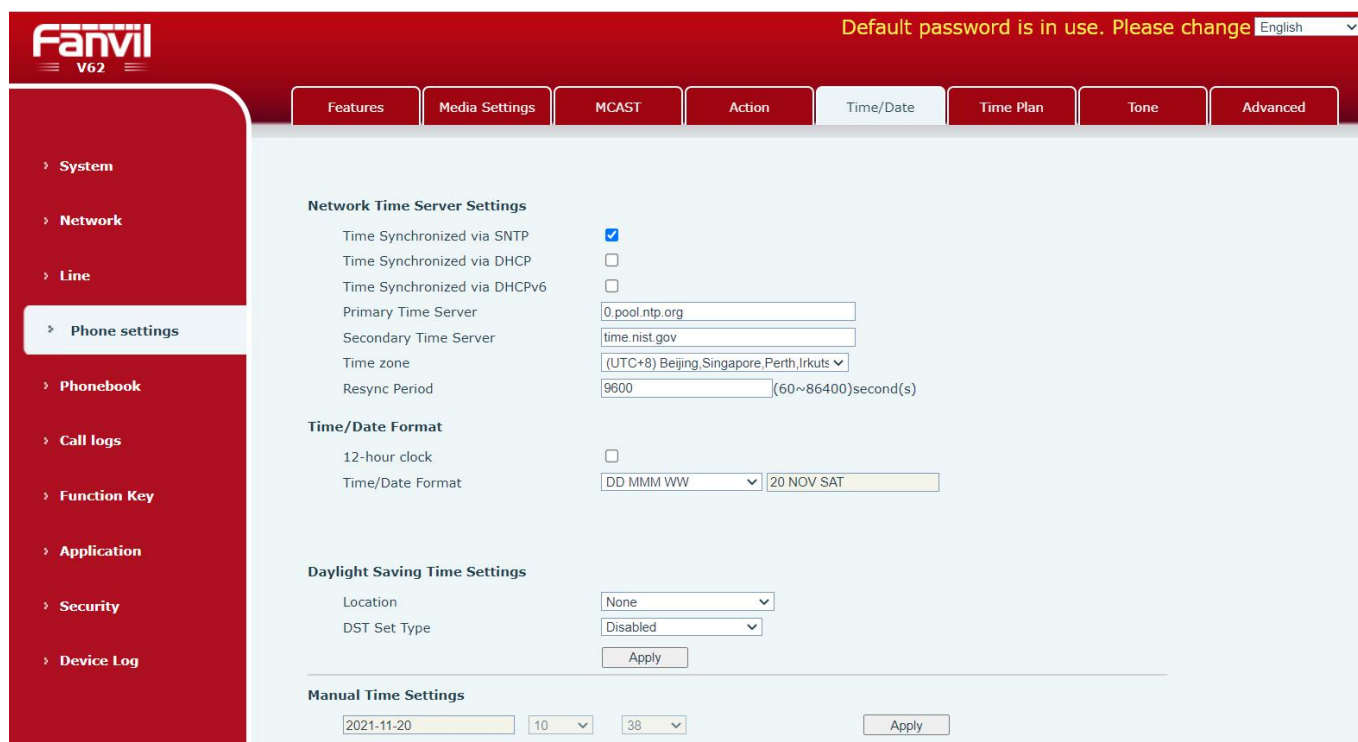 Fanvil
V62
Default password is in use. Please change English
Features Media Settings MCAST Action Time/Date Time Plan Tone Advanced
System
Network
Line
Phone settings
Phonebook
Call logs
Function Key
Application
Security
Device Log
Network Time Server Settings
Time Synchronized via SNTP
Time Synchronized via DHCP
Time Synchronized via DHCPv6
Primary Time Server 0.pool.ntp.org
Secondary Time Server time.nist.gov
Time zone (UTC+8) Beijing,Singapore,Perth,Irkuts
Resync Period 9600 (60~86400)second(s)
Time/Date Format
12-hour clock
Time/Date Format DD MMM WW 20 NOV SAT
Daylight Saving Time Settings
Location None
DST Set Type Disabled
Apply
Manual Time Settings
2021-11-20 10 38 Apply